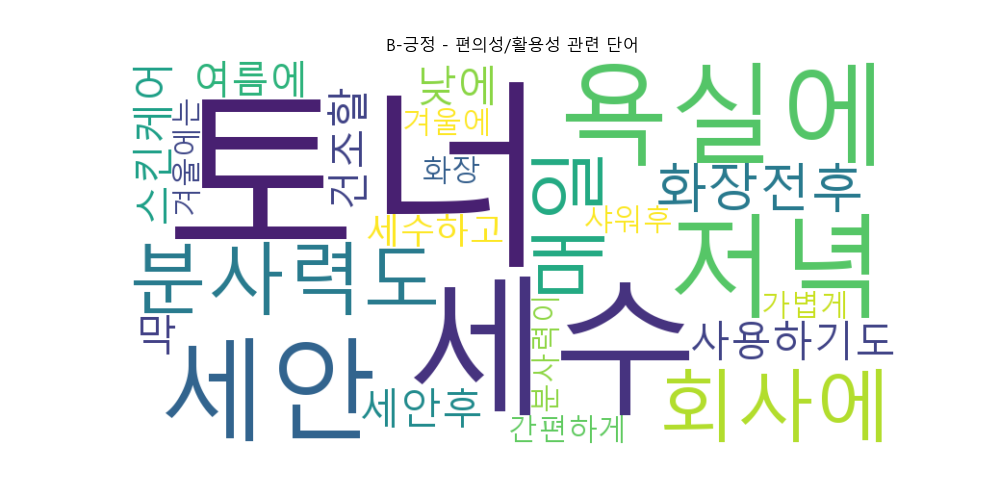 B-긍정 - 편의성/활용성 관련 단어
스킨케어
여름에
겨울에는
토너
건조할
낮에
겨울에
화장
욕실에
매일
화장전후
세수하고
샤워후
분사력도
저녁
막
세수
분사력이
가볍게
사용하기도
세안
세안후
간편하게
회사에